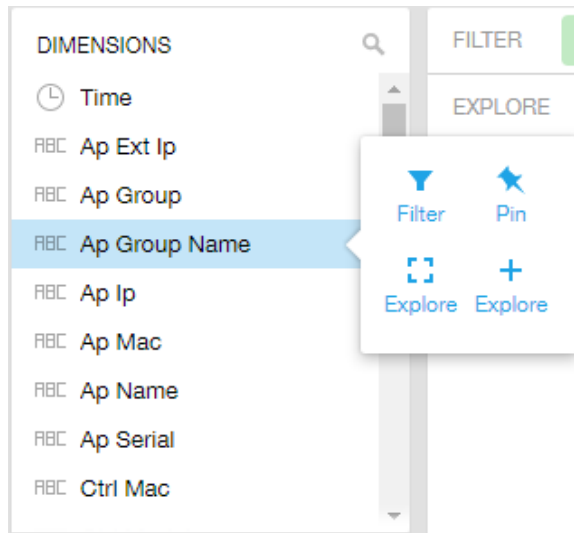 DIMENSIONS
Time
ABC Ap Ext Ip
ABC Ap Group
ABC Ap Group Name
ABC Ap Ip
ABC Ap Mac
ABC Ap Name
ABC Ap Serial
ABC Ctrl Mac
FILTER
EXPLORE
Filter Pin
Explore Explore